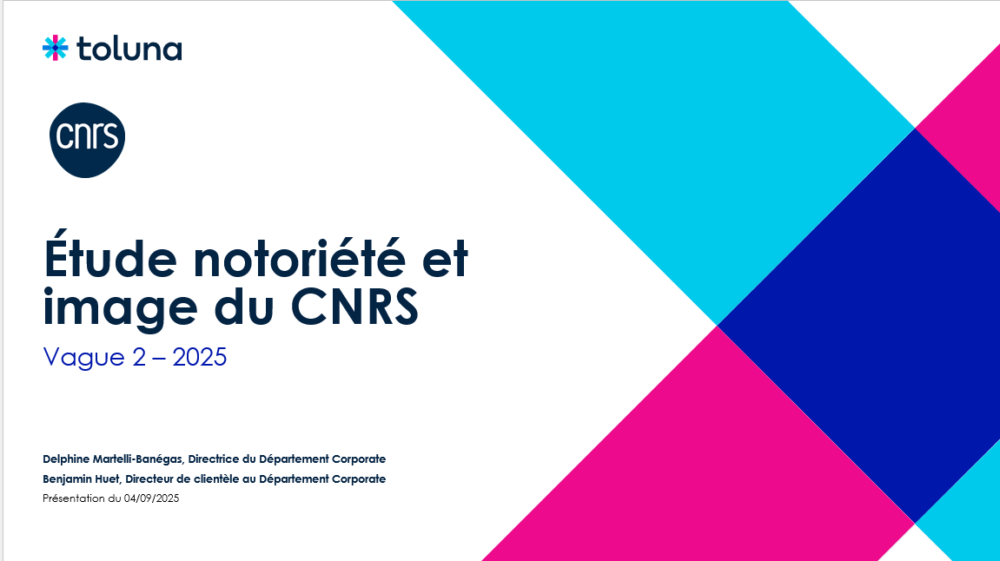 toluna
cnrs
Étude notoriété et
image du CNRS
Vague 2 – 2025
Delphine Martelli-Banégas, Directrice du Département Corporate
Benjamin Huet, Directeur de clientèle au Département Corporate
Présentation du 04/09/2025